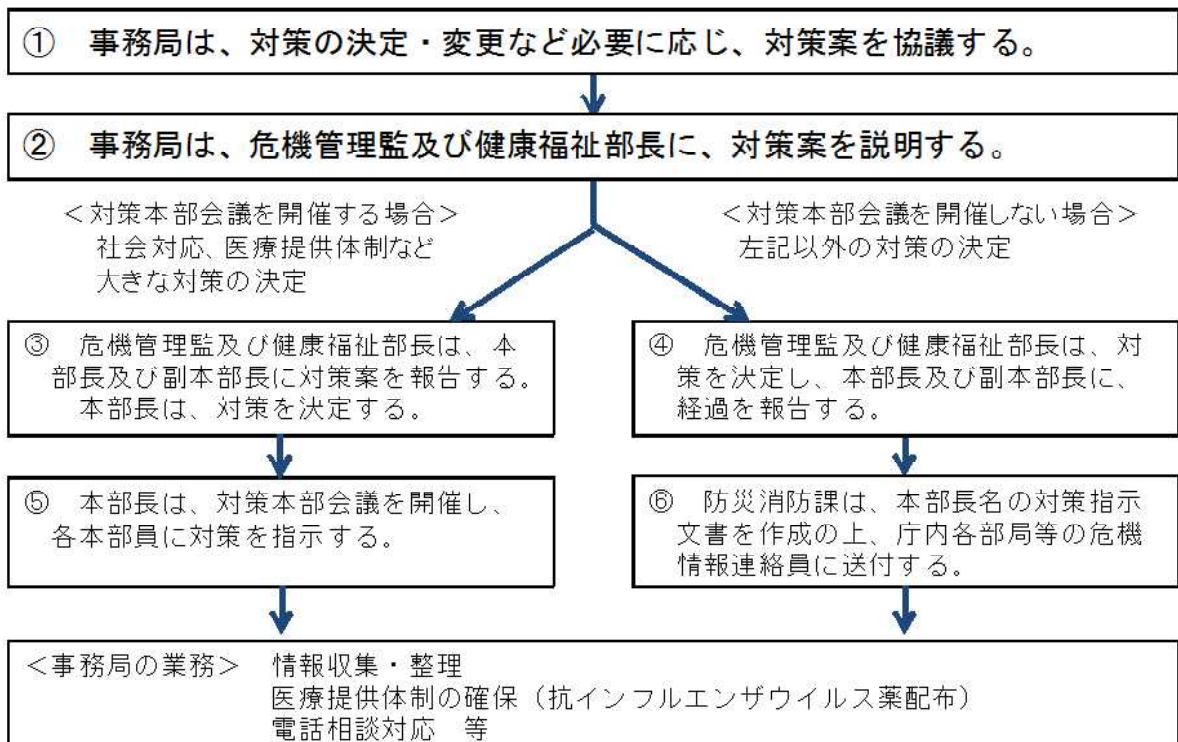 ① 事務局は、対策の決定・変更など必要に応じ、対策案を協議する。
② 事務局は、危機管理監及び健康福祉部長に、対策案を説明する。
＜対策本部会議を開催する場合＞
社会対応、医療提供体制など
大きな対策の決定
＜対策本部会議を開催しない場合＞
左記以外の対策の決定
③ 危機管理監及び健康福祉部長は、本
部長及び副本部長に対策案を報告する。
本部長は、対策を決定する。
④ 危機管理監及び健康福祉部長は、対
策を決定し、本部長及び副本部長に、
経過を報告する。
⑤ 本部長は、対策本部会議を開催し、
各本部員に対策を指示する。
⑥ 防災消防課は、本部長名の対策指示
文書を作成の上、庁内各部局等の危機
情報連絡員に送付する。
＜事務局の業務＞ 情報収集・整理
医療提供体制の確保（抗インフルエンザウイルス薬配布）
電話相談対応 等